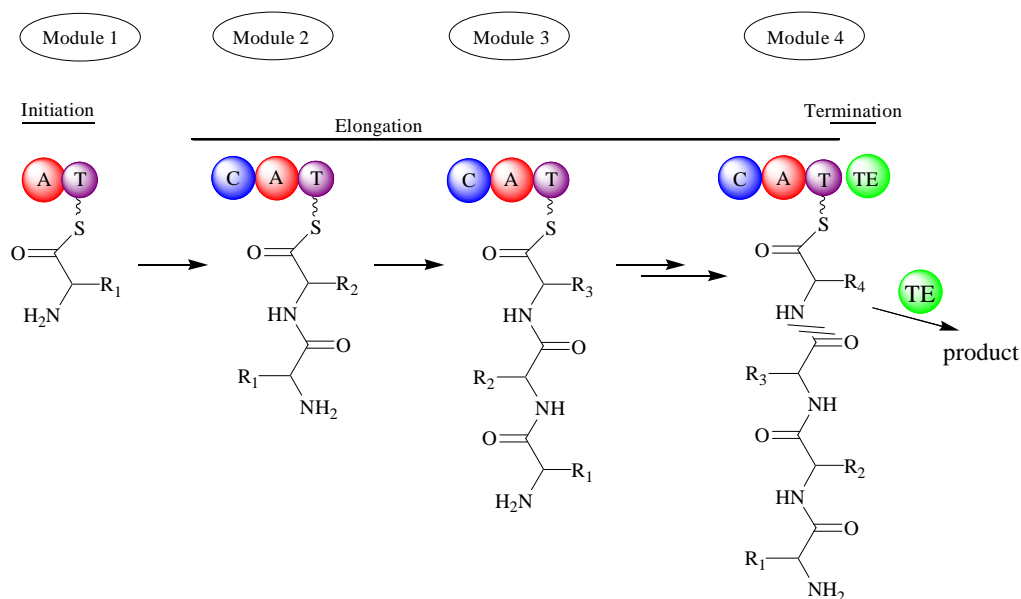 Module 1
Module 2
Module 3
Module 4
Initiation
Elongation
Termination
A T
C A T
C A T
C A T TE
S
O
R1
H2N
S
O
R2
HN
O
R1
NH2
S
O
R3
HN
O
R2
NH
O
R1
H2N
S
O
R4
HN
O
R3
NH
O
R2
HN
O
R1
NH2
TE
product